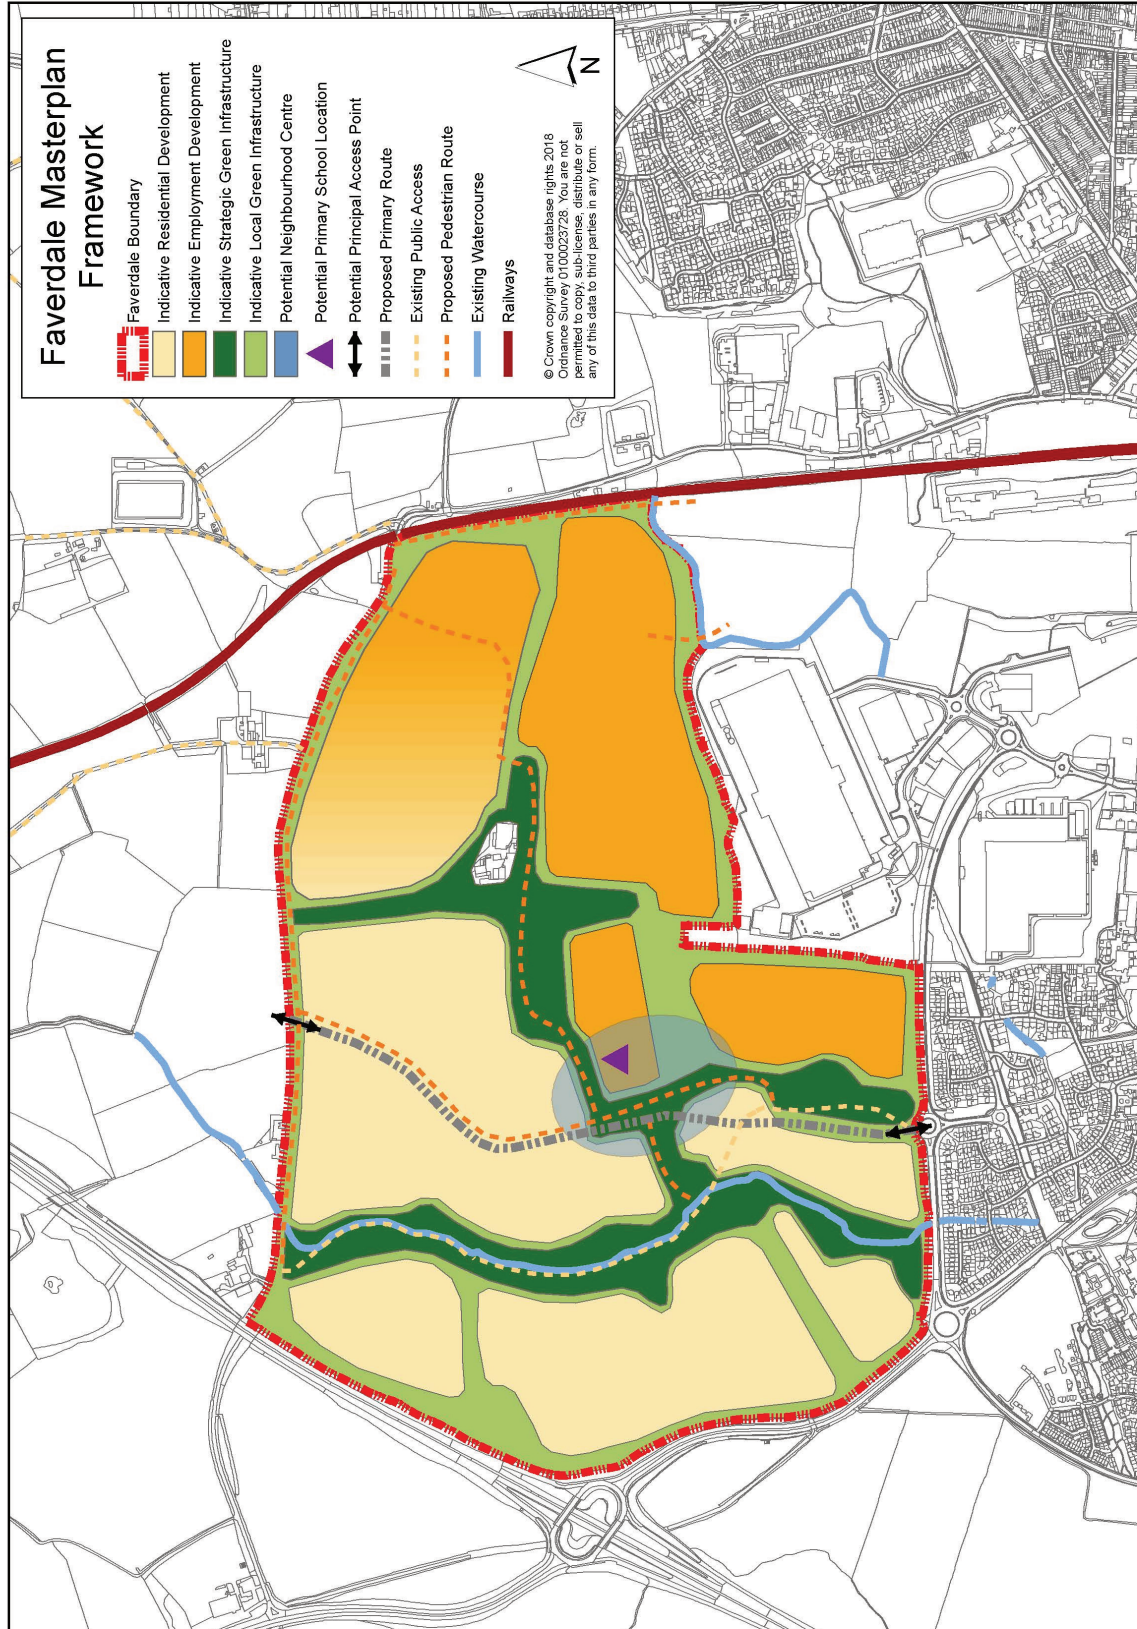 Faverdale Masterplan
Framework
Faverdale Boundary
Indicative Residential Development
Indicative Employment Development
Indicative Strategic Green Infrastructure
Indicative Local Green Infrastructure
Potential Neighbourhood Centre
Potential Primary School Location
Potential Principal Access Point
Proposed Primary Route
Existing Public Access
Proposed Pedestrian Route
Existing Watercourse
Railways
© Crown copyright and database rights 2018
Ordnance Survey 0100023728. You are not
permitted to copy, sub-license, distribute or sell
any of this data to third parties in any form.
N